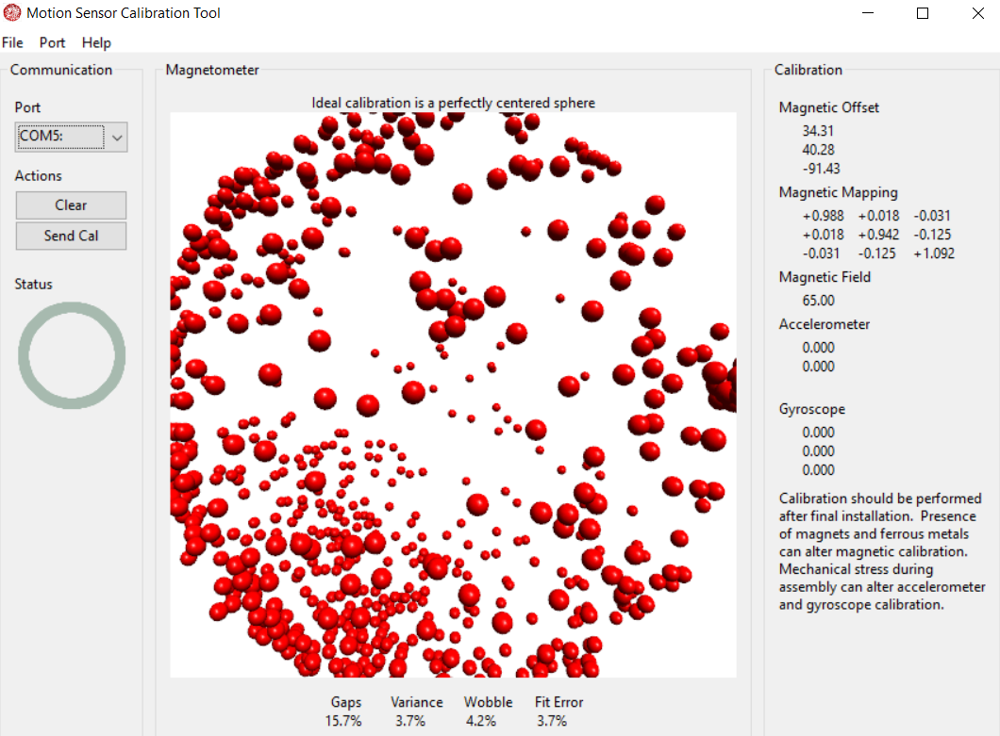 Motion Sensor Calibration Tool
File Port Help
Communication
Port
COM5:
Actions
Clear
Send Cal
Status
Magnetometer
Ideal calibration is a perfectly centered sphere
Gaps Variance Wobble Fit Error
15.7% 3.7% 4.2% 3.7%
Calibration
Magnetic Offset
34.31
40.28
-91.43
Magnetic Mapping
+0.988 +0.018 -0.031
+0.018 +0.942 -0.125
-0.031 -0.125 +1.092
Magnetic Field
65.00
Accelerometer
0.000
0.000
Gyroscope
0.000
0.000
0.000
Calibration should be performed
after final installation. Presence
of magnets and ferrous metals
can alter magnetic calibration.
Mechanical stress during
assembly can alter accelerometer
and gyroscope calibration.